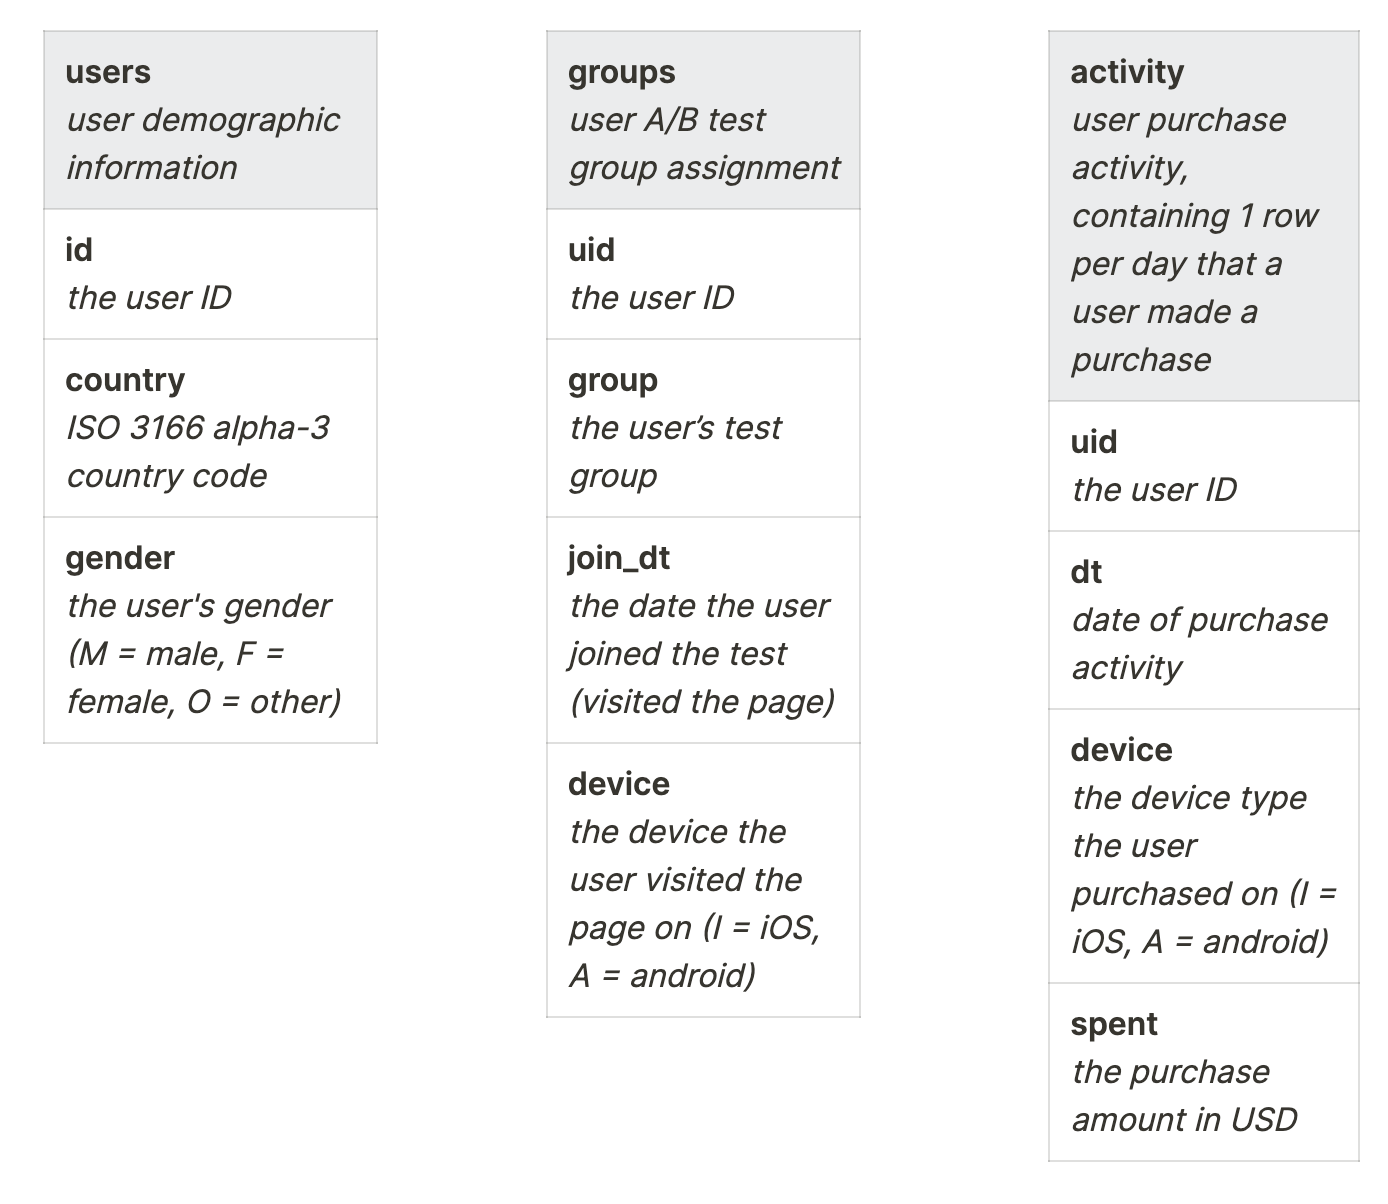 users
user demographic
information
id
the user ID
country
ISO 3166 alpha-3
country code
gender
the user's gender
(M = male, F =
female, O = other)
groups
user A/B test
group assignment
uid
the user ID
group
the user’s test
group
join_dt
the date the user
joined the test
(visited the page)
device
the device the
user visited the
page on (I = iOS,
A = android)
activity
user purchase
activity,
containing 1 row
per day that a
user made a
purchase
uid
the user ID
dt
date of purchase
activity
device
the device type
the user
purchased on (I =
iOS, A = android)
spent
the purchase
amount in USD